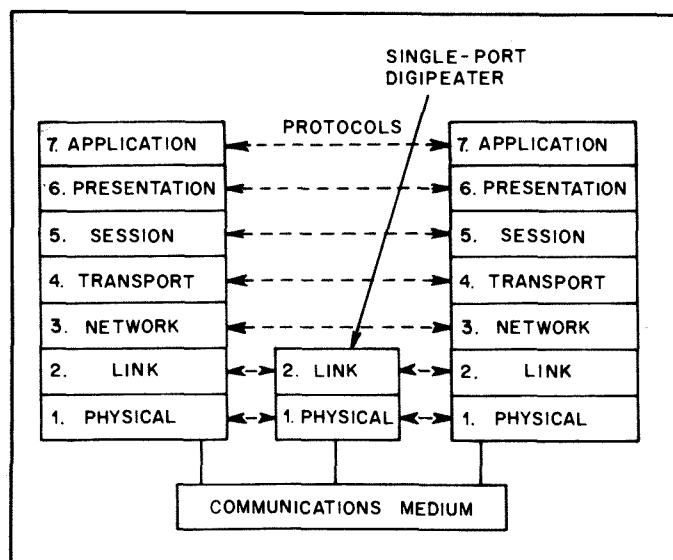 SINGLE-PORT
DIGIPEATER
PROTOCOLS
7. APPLICATION
6. PRESENTATION
5. SESSION
4. TRANSPORT
3. NETWORK
2. LINK
1. PHYSICAL
2. LINK
1. PHYSICAL
7. APPLICATION
6. PRESENTATION
5. SESSION
4. TRANSPORT
3. NETWORK
2. LINK
1. PHYSICAL
COMMUNICATIONS MEDIUM